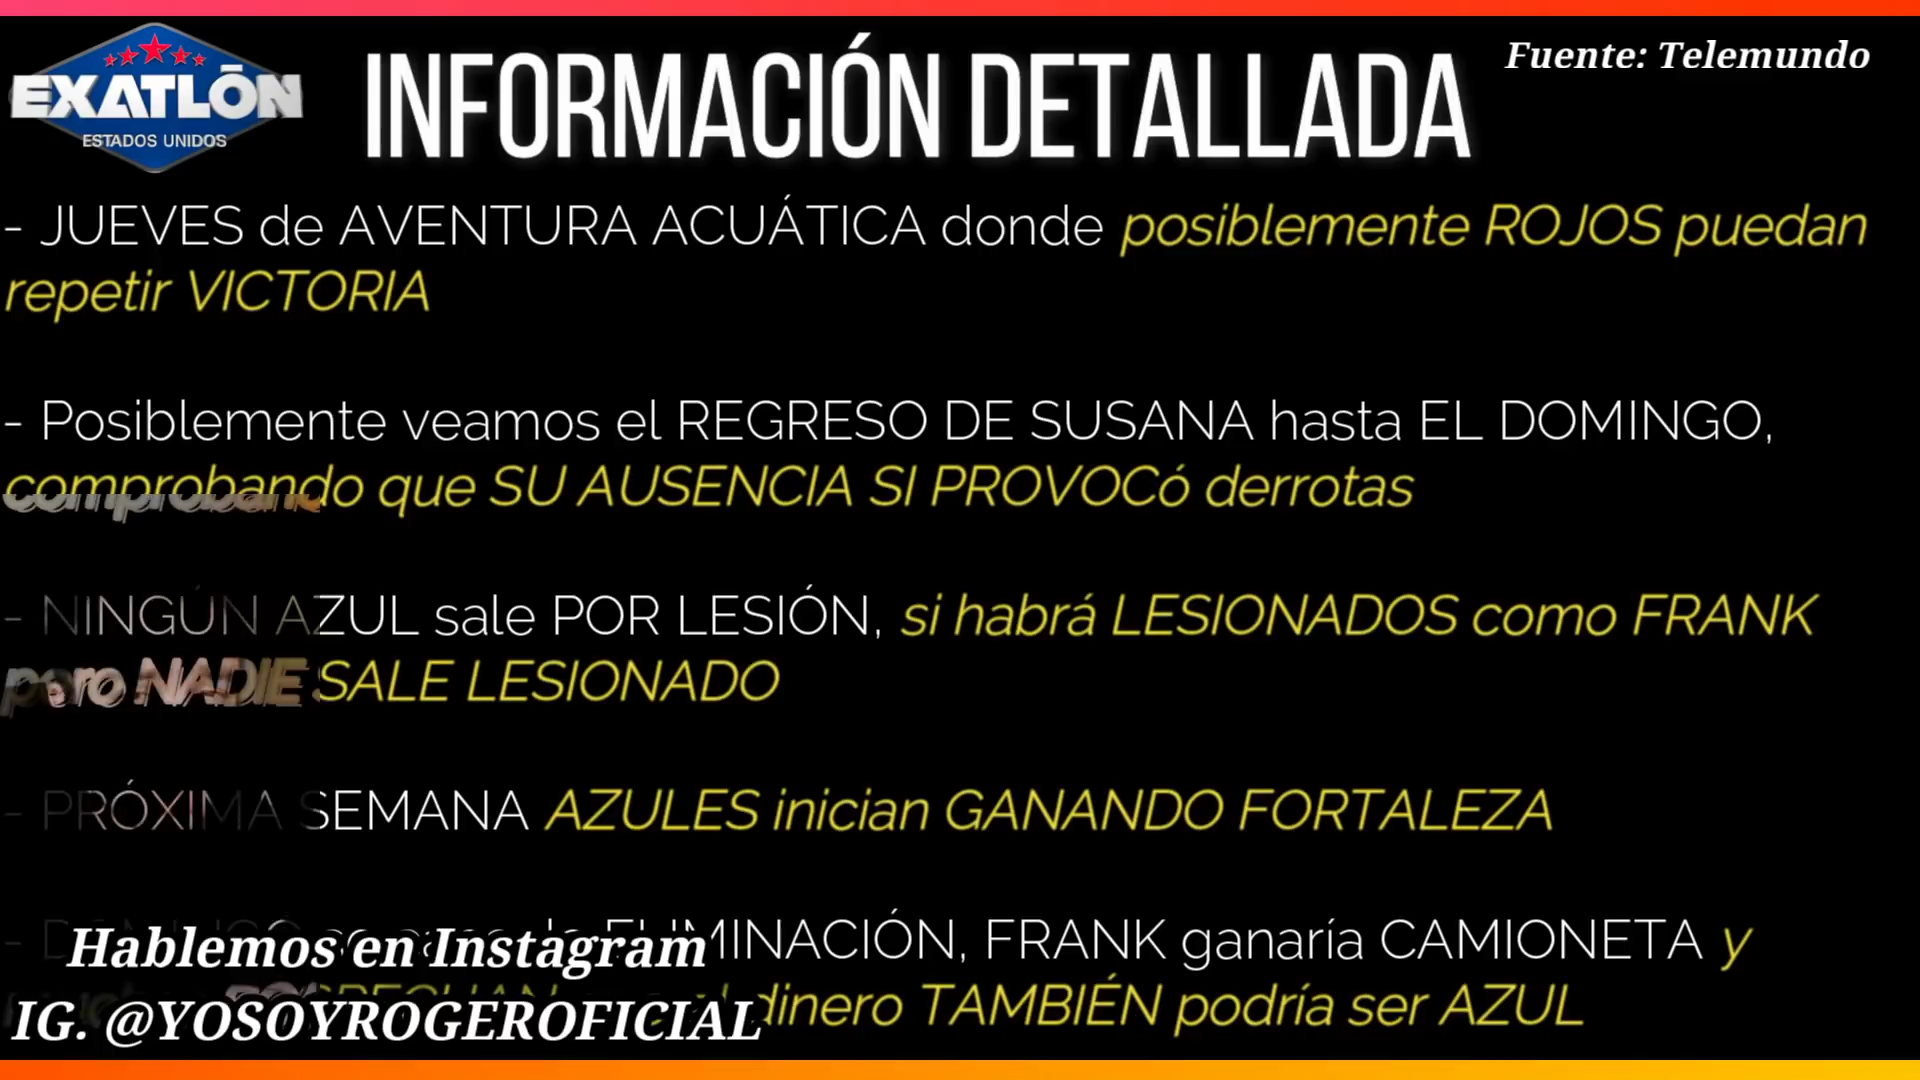 EXATLŌN
ESTADOS UNIDOS
INFORMACIÓN DETALLADA
Fuente: Telemundo
- JUEVES de AVENTURA ACUÁTICA donde posiblemente ROJOS puedan
repetir VICTORIA
- Posiblemente veamos el REGRESO DE SUSANA hasta EL DOMINGO,
comprobando que SU AUSENCIA SI PROVOCó derrotas
- NINGÚN AZUL sale POR LESIÓN, si habrá LESIONADOS como FRANK
pero NADIE SALE LESIONADO
- PRÓXIMA SEMANA AZULES inician GANANDO FORTALEZA
ELIMINACIÓN, FRANK ganaría CAMIONETA y
dinero TAMBIÉN podría ser AZUL
Hablemos en Instagram
IG. @YOSOYROGEROFICIAL